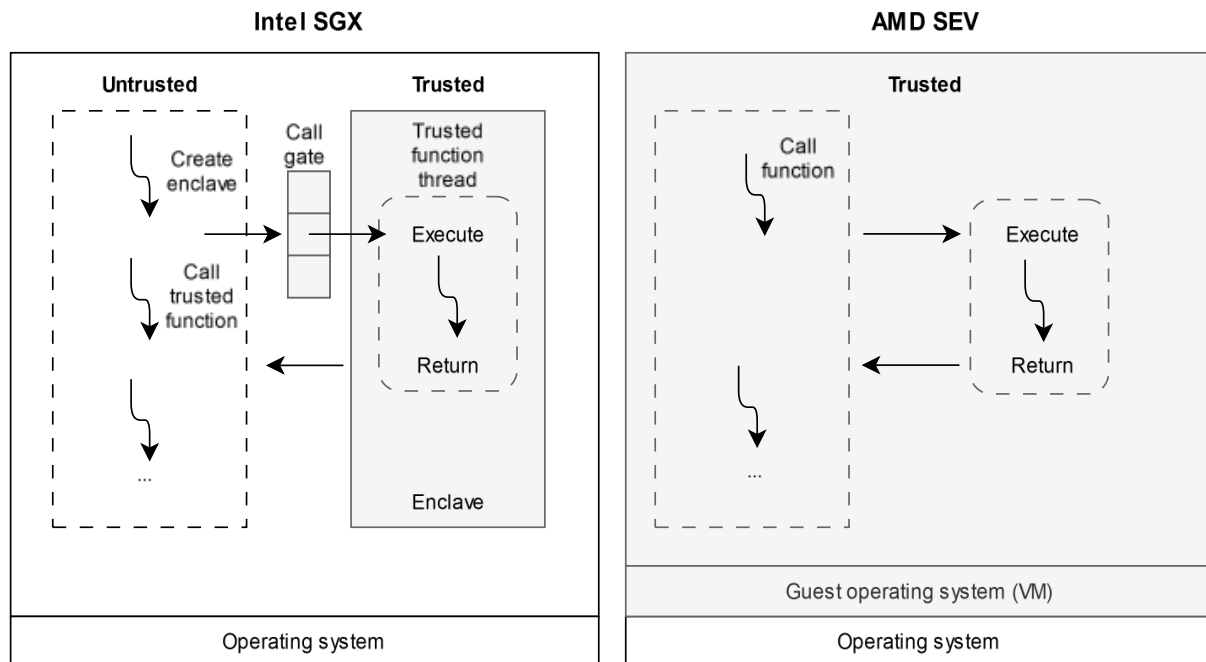 Intel SGX
Untrusted
Trusted
Create
enclave
Call
gate
Trusted
function
thread
Execute
Call
trusted
function
Return
...
Enclave
Operating system
AMD SEV
Trusted
Call
function
Execute
Return
...
Guest operating system (VM)
Operating system